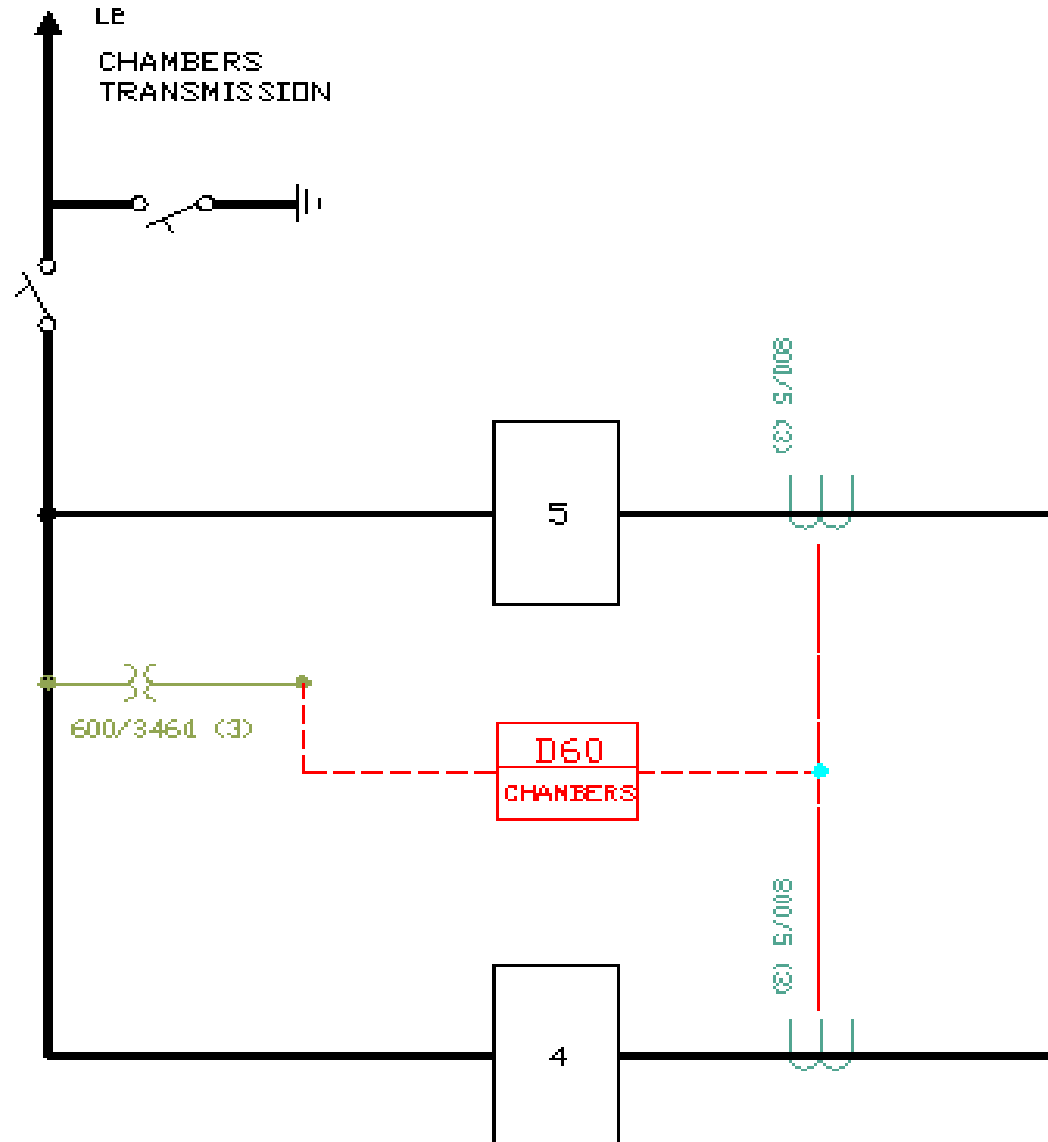 LB
CHAMBERS
TRANSMISSION
800/5 (3)
5
600/3464 (3)
D60
CHAMBERS
800/5 (3)
4